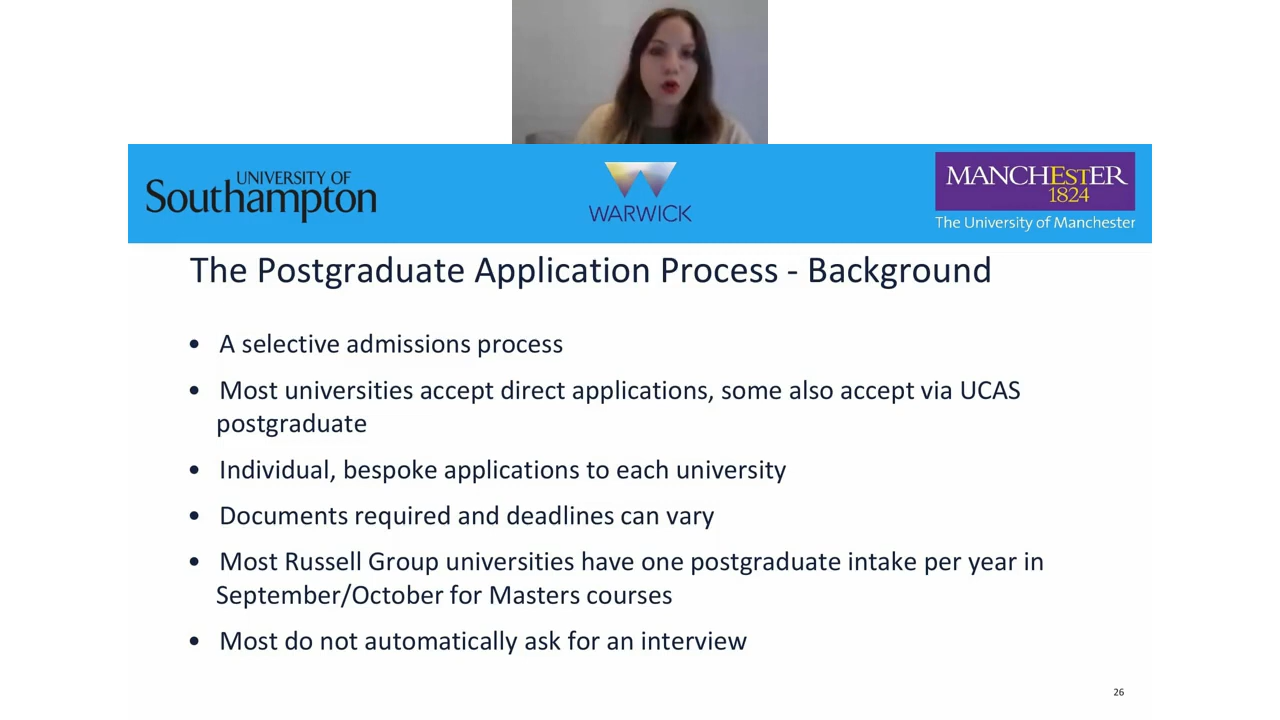 UNIVERSITY OF
Southampton
WARWICK
MANCHESTER
1824
The University of Manchester
The Postgraduate Application Process - Background
• A selective admissions process
• Most universities accept direct applications, some also accept via UCAS
postgraduate
• Individual, bespoke applications to each university
• Documents required and deadlines can vary
• Most Russell Group universities have one postgraduate intake per year in
September/October for Masters courses
• Most do not automatically ask for an interview
26